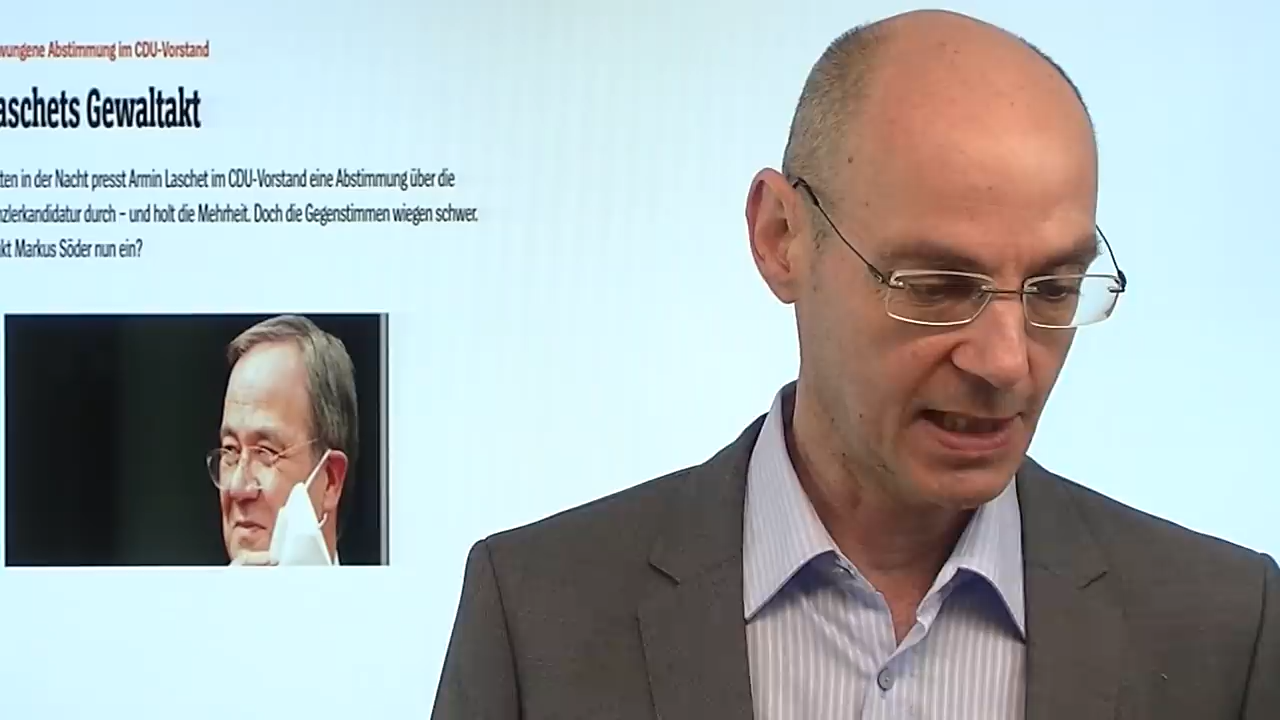 wungene Abstimmung im CDU-Vorstand
aschets Gewaltakt
ten in der Nacht presst Armin Laschet im CDU-Vorstand eine Abstimmung über die
nzlerkandidatur durch – und holt die Mehrheit. Doch die Gegenstimmen wiegen schwer.
kt Markus Söder nun ein?